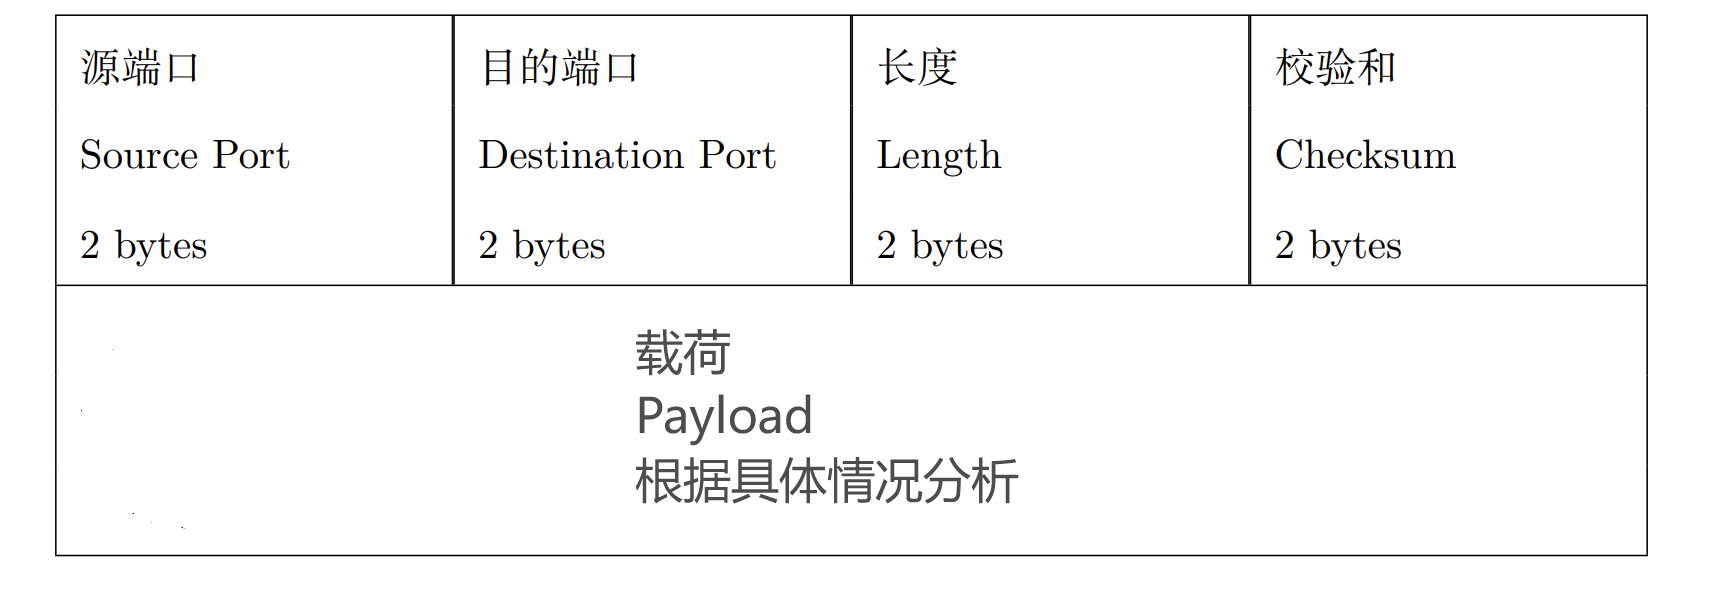 源端口
Source Port
2 bytes
目的端口
Destination Port
2 bytes
长度
Length
2 bytes
校验和
Checksum
2 bytes
载荷
Payload
根据具体情况分析